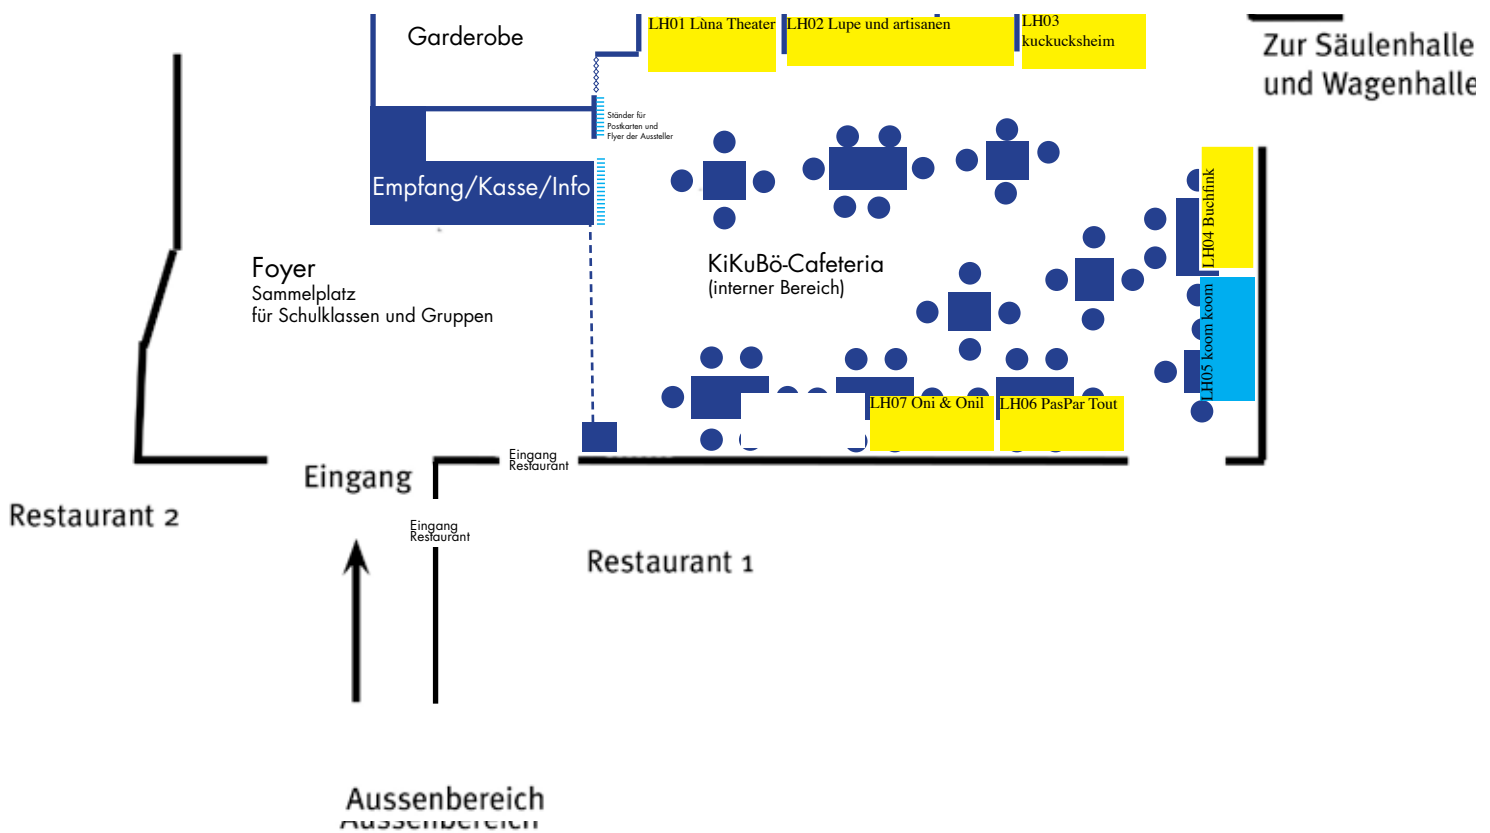 Garderobe
LH01 Lùna Theater
LH02 Lupe und artisanen
LH03
kuckucksheim
Zur Säulenhalle
und Wagenhalle
Ständer für
Postkarten und
Flyer der Aussteller
Empfang/Kasse/Info
LH04 Buchfink
Foyer
Sammelplatz
für Schulklassen und Gruppen
KiKuBö-Cafeteria
(interner Bereich)
LH05 koom koom
LH07 Oni & Onil
LH06 PasPar Tout
Eingang
Restaurant
Eingang
Restaurant 2
Eingang
Restaurant
Restaurant 1
Aussenbereich
Aussenbereich